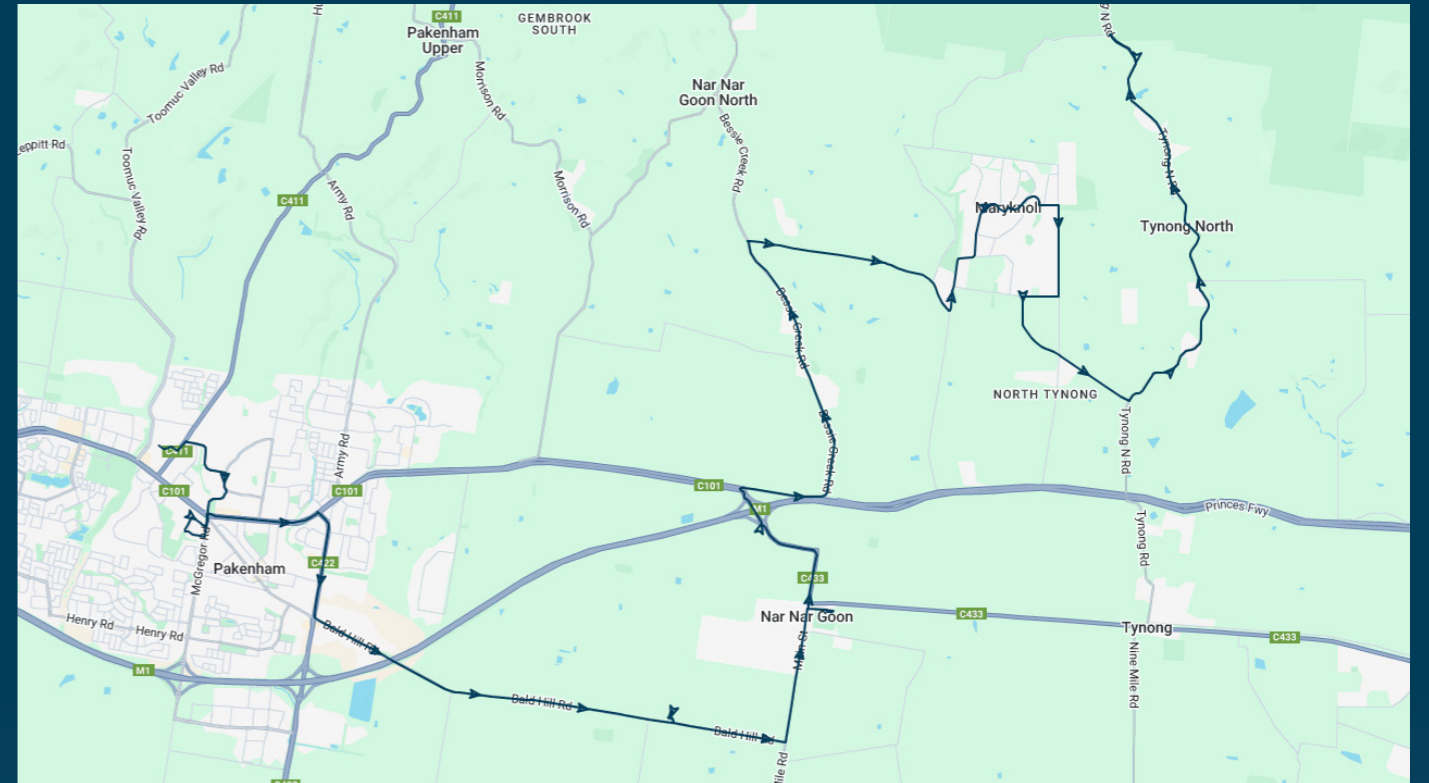 C411
GEMBROOK
SOUTH
Pakenham
Upper
Toomuc Valley Rd
Morrison Rd
Nar Nar
Goon North
Bessie Creek Rd
Toomuc Valley Rd
Army Rd
Morrison Rd
C411
Maryknoll
Tynong North
Bessie Creek Rd
NORTH TYNONG
Bessie Creek Rd
Tynong N Rd
C411
Army Rd
C101
C101
C101
M1
Princes Fwy
Tynong Rd
McGregor Rd
Pakenham
C422
C433
Nar Nar Goon
C433
Tynong
C433
Henry Rd
Henry Rd
Bald Hill Rd
Main St
Nine Mile Rd
M1
Bald Hill Rd
Bald Hill Rd